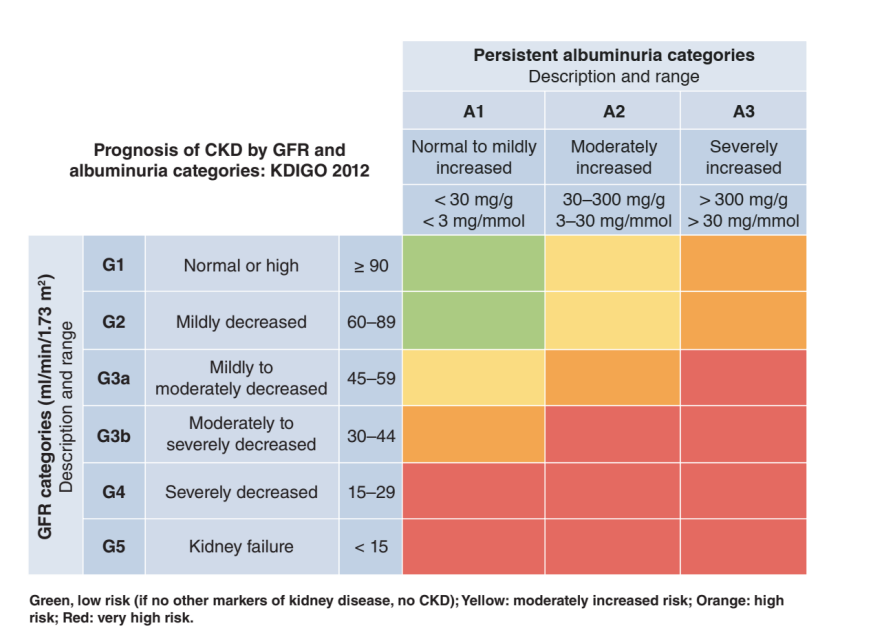 Persistent albuminuria categories
Description and range
A1 A2 A3
Prognosis of CKD by GFR and
albuminuria categories: KDIGO 2012
Normal to mildly
increased
Moderately
increased
Severely
increased
< 30 mg/g
< 3 mg/mmol
30–300 mg/g
3–30 mg/mmol
> 300 mg/g
> 30 mg/mmol
GFR categories (ml/min/1.73 m²)
Description and range
G1 Normal or high ≥ 90
G2 Mildly decreased 60–89
G3a Mildly to
moderately decreased 45–59
G3b Moderately to
severely decreased 30–44
G4 Severely decreased 15–29
G5 Kidney failure < 15
Green, low risk (if no other markers of kidney disease, no CKD); Yellow: moderately increased risk; Orange: high
risk; Red: very high risk.